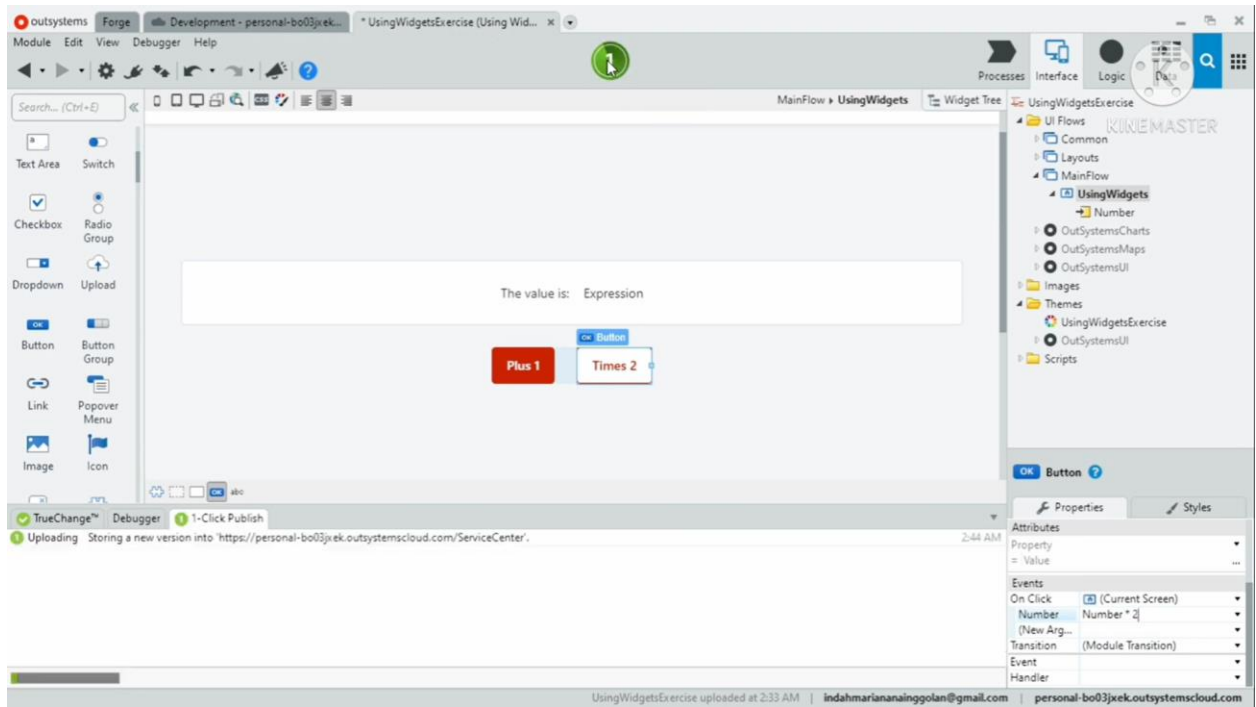 outsystems Forge Development - personal-bo03jxek... * UsingWidgetsExercise (Using Wid...
Module Edit View Debugger Help
1
Processes Interface Logic Data
Search... (Ctrl+E)
MainFlow UsingWidgets Widget Tree
Text Area Switch
Checkbox Radio Group
Dropdown Upload
Button Button Group
Link Popover Menu
Image Icon
The value is: Expression
OK Button
Plus 1 Times 2
abc
UsingWidgetsExercise
UI Flows
KINEMASTER
Common
Layouts
MainFlow
UsingWidgets
Number
OutSystemsCharts
OutSystemsMaps
OutSystemsUI
Images
Themes
UsingWidgetsExercise
OutSystemsUI
Scripts
TrueChange™ Debugger 1 1-Click Publish
1 Uploading Storing a new version into 'https://personal-bo03jxek.outsystemscloud.com/ServiceCenter'. 2:44 AM
OK Button ?
Properties Styles
Attributes
Property
= Value ...
Events
On Click (Current Screen)
Number Number * 2
(New Arg...
Transition (Module Transition)
Event
Handler
UsingWidgetsExercise uploaded at 2:33 AM | indahmariananainggolan@gmail.com | personal-bo03jxek.outsystemscloud.com